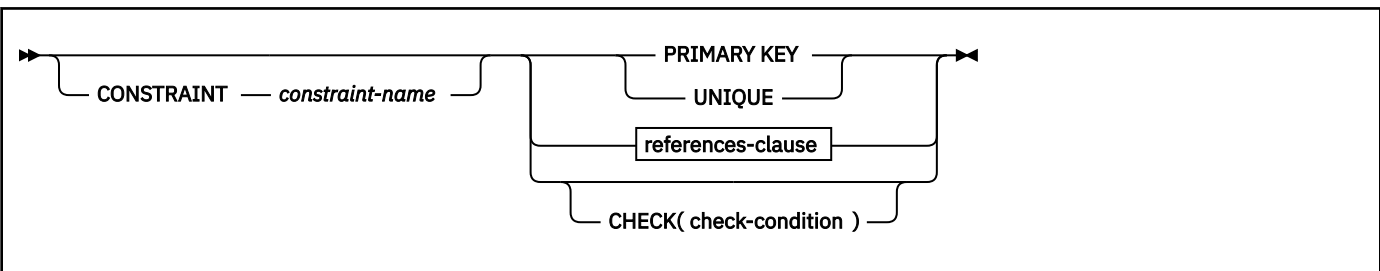 PRIMARY KEY
CONSTRAINT constraint-name
UNIQUE
references-clause
CHECK( check-condition )